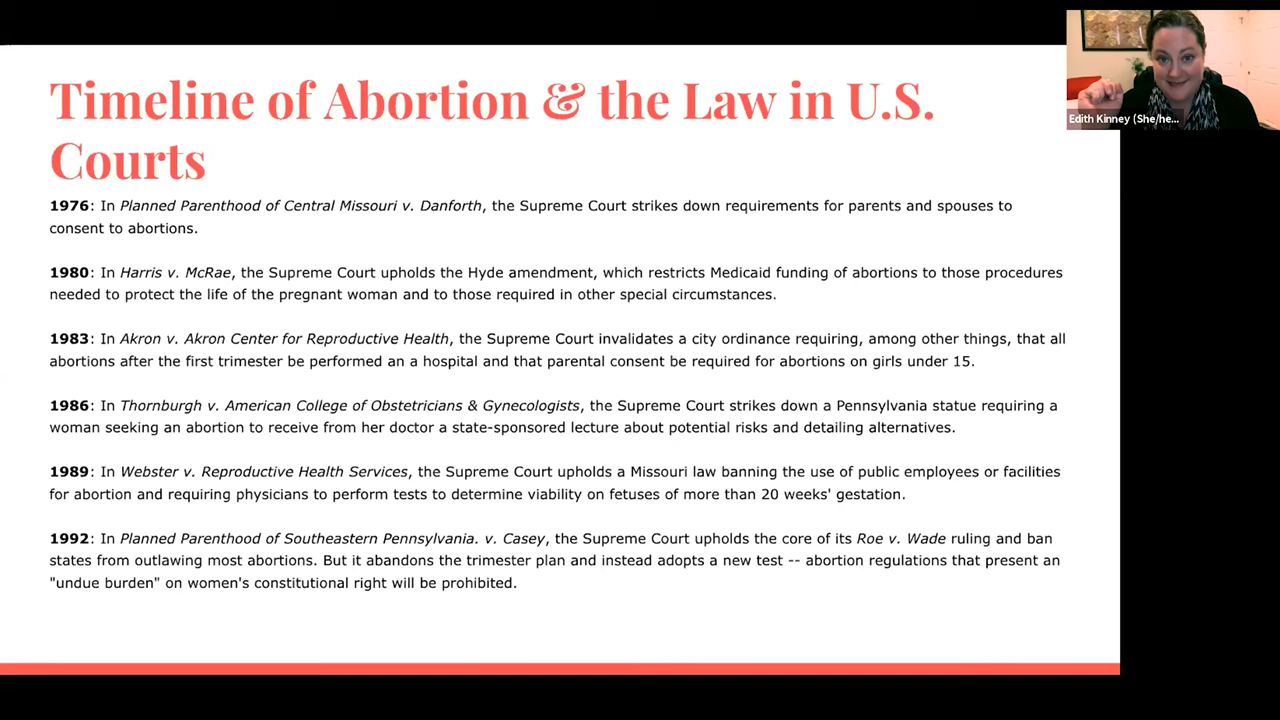 Timeline of Abortion & the Law in U.S.
Courts
Edith Kinney (She/he...
1976: In Planned Parenthood of Central Missouri v. Danforth, the Supreme Court strikes down requirements for parents and spouses to
consent to abortions.
1980: In Harris v. McRae, the Supreme Court upholds the Hyde amendment, which restricts Medicaid funding of abortions to those procedures
needed to protect the life of the pregnant woman and to those required in other special circumstances.
1983: In Akron v. Akron Center for Reproductive Health, the Supreme Court invalidates a city ordinance requiring, among other things, that all
abortions after the first trimester be performed an a hospital and that parental consent be required for abortions on girls under 15.
1986: In Thornburgh v. American College of Obstetricians & Gynecologists, the Supreme Court strikes down a Pennsylvania statue requiring a
woman seeking an abortion to receive from her doctor a state-sponsored lecture about potential risks and detailing alternatives.
1989: In Webster v. Reproductive Health Services, the Supreme Court upholds a Missouri law banning the use of public employees or facilities
for abortion and requiring physicians to perform tests to determine viability on fetuses of more than 20 weeks' gestation.
1992: In Planned Parenthood of Southeastern Pennsylvania. v. Casey, the Supreme Court upholds the core of its Roe v. Wade ruling and ban
states from outlawing most abortions. But it abandons the trimester plan and instead adopts a new test -- abortion regulations that present an
"undue burden" on women's constitutional right will be prohibited.